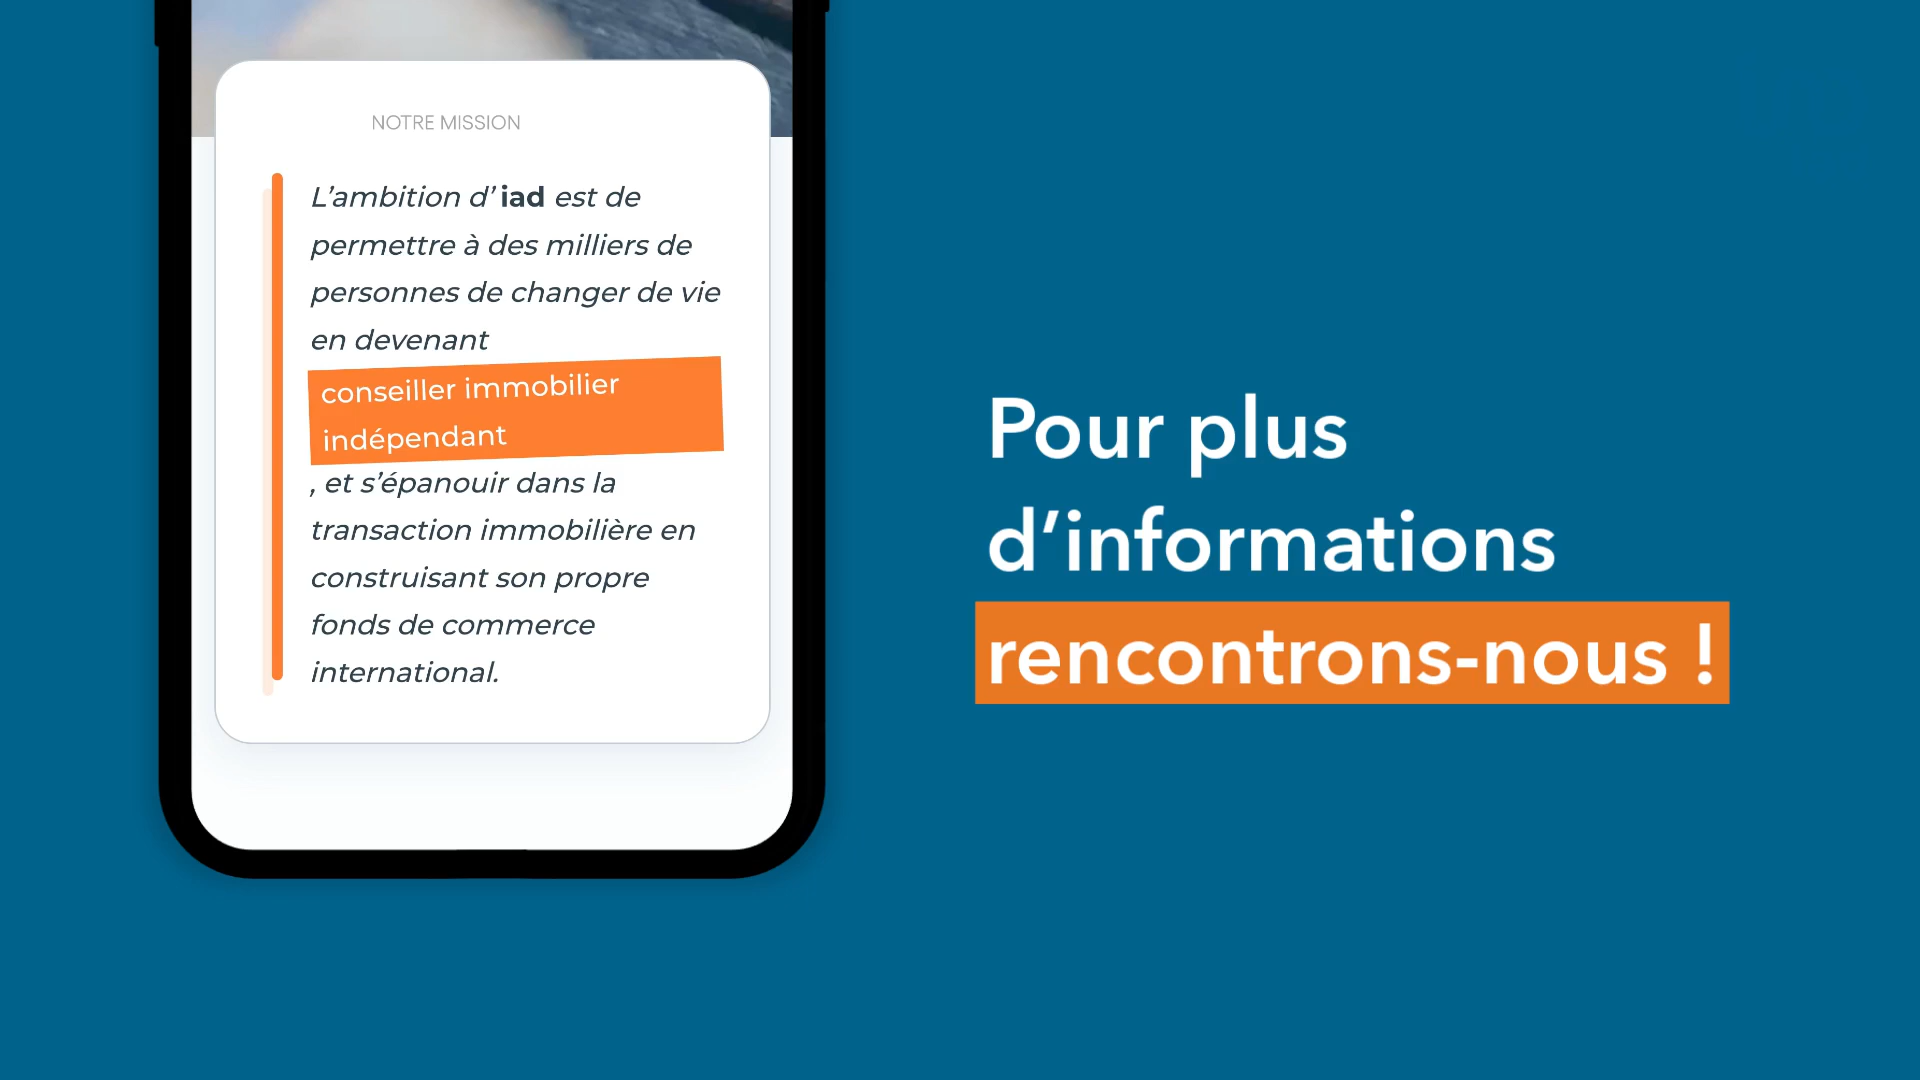 NOTRE MISSION
L’ambition d’ iad est de
permettre à des milliers de
personnes de changer de vie
en devenant
conseiller immobilier
indépendant
, et s’épanouir dans la
transaction immobilière en
construisant son propre
fonds de commerce
international.
Pour plus
d’informations
rencontrons-nous !